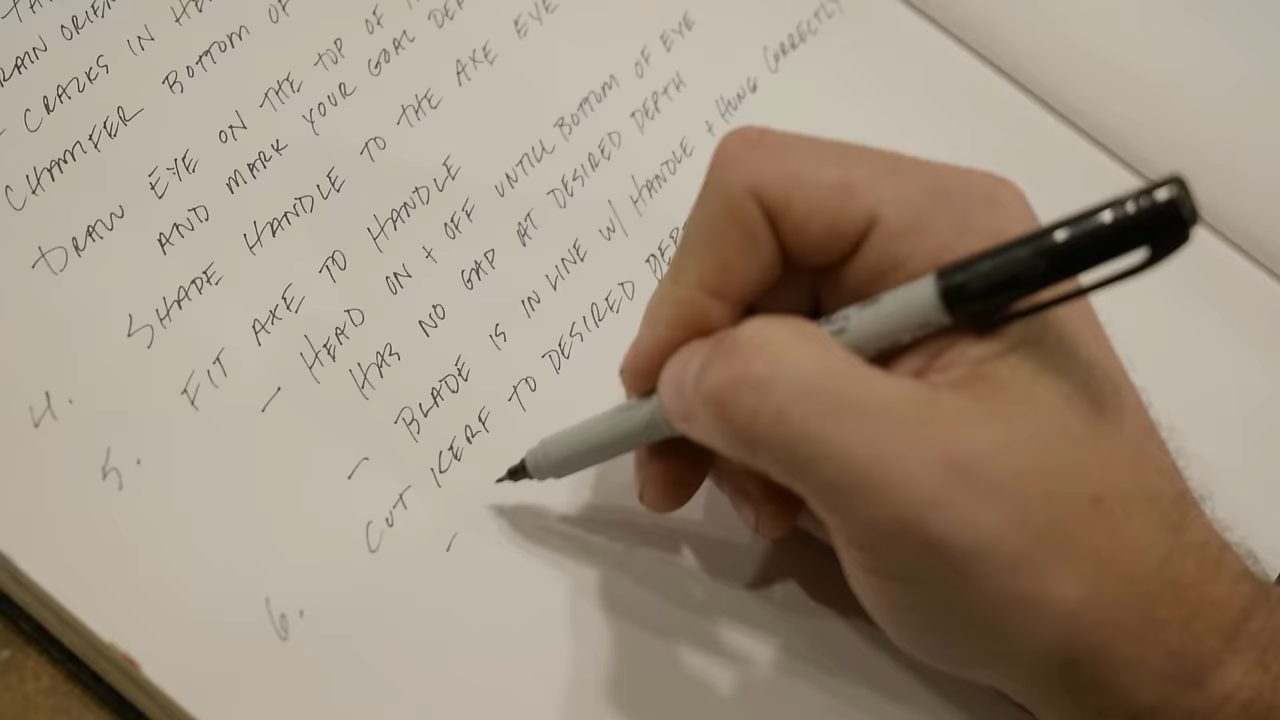 RAIN ORIEN
- CRACKS IN HE
CHAMFER BOTTOM OF
DRAW EYE ON THE TOP OF
AND MARK YOUR GOAL DEP
4. SHAPE HANDLE TO THE AXE EYE
5. FIT AXE TO HANDLE
- HEAD ON + OFF UNTILL BOTTOM OF EYE
HAS NO GAP AT DESIRED DEPTH
- BLADE IS IN LINE W/ HANDLE + HUNG CORRECTLY
6. CUT KERF TO DESIRED DEPT
-